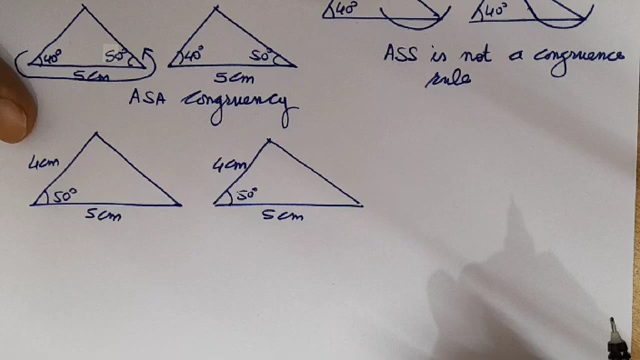 40° 40°
40° 50° 40° 50°
5cm 5cm
ASS is not a congruence
rule
ASA congruency
4cm 4cm
50° 50°
5cm 5cm